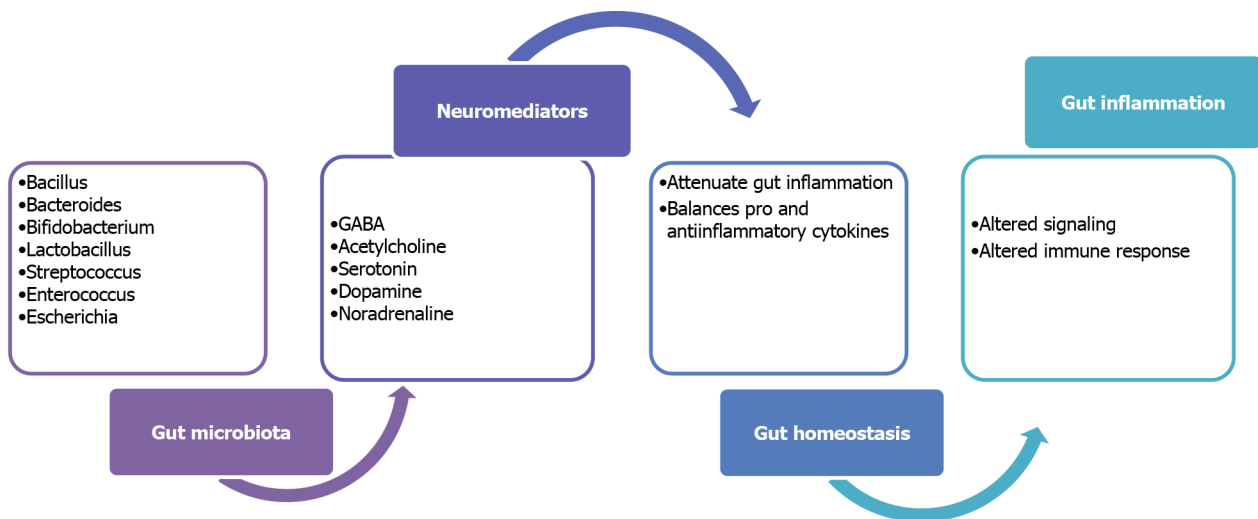 •Bacillus
•Bacteroides
•Bifidobacterium
•Lactobacillus
•Streptococcus
•Enterococcus
•Escherichia
Gut microbiota
Neuromediators
•GABA
•Acetylcholine
•Serotonin
•Dopamine
•Noradrenaline
•Attenuate gut inflammation
•Balances pro and
antiinflammatory cytokines
Gut homeostasis
Gut inflammation
•Altered signaling
•Altered immune response